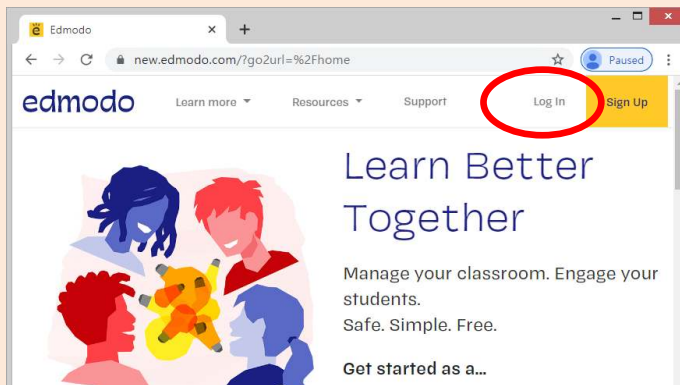 Edmodo
new.edmodo.com/?go2url=%2Fhome
Paused
edmodo Learn more Resources Support Log In Sign Up
Learn Better
Together
Manage your classroom. Engage your
students.
Safe. Simple. Free.
Get started as a...